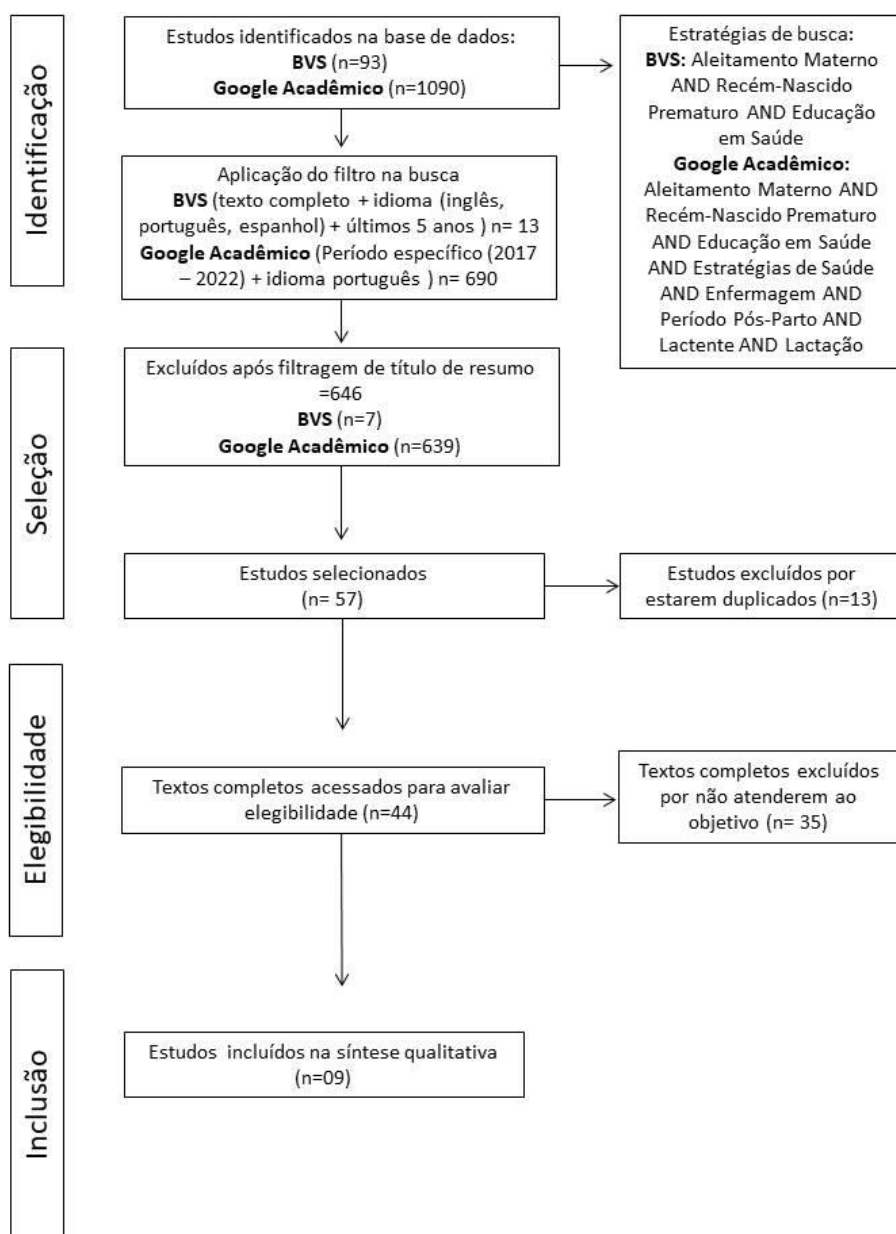 Identificação
Estudos identificados na base de dados:
BVS (n=93)
Google Acadêmico (n=1090)
Estratégias de busca:
BVS: Aleitamento Materno
AND Recém-Nascido
Prematuro AND Educação
em Saúde
Google Acadêmico:
Aleitamento Materno AND
Recém-Nascido Prematuro
AND Educação em Saúde
AND Estratégias de Saúde
AND Enfermagem AND
Período Pós-Parto AND
Lactente AND Lactação
Aplicação do filtro na busca
BVS (texto completo + idioma (inglês,
português, espanhol) + últimos 5 anos ) n= 13
Google Acadêmico (Período específico (2017
– 2022) + idioma português ) n= 690
Seleção
Excluídos após filtragem de título de resumo
=646
BVS (n=7)
Google Acadêmico (n=639)
Estudos selecionados
(n= 57)
Estudos excluídos por
estarem duplicados (n=13)
Elegibilidade
Textos completos acessados para avaliar
elegibilidade (n=44)
Textos completos excluídos
por não atenderem ao
objetivo (n= 35)
Inclusão
Estudos incluídos na síntese qualitativa
(n=09)